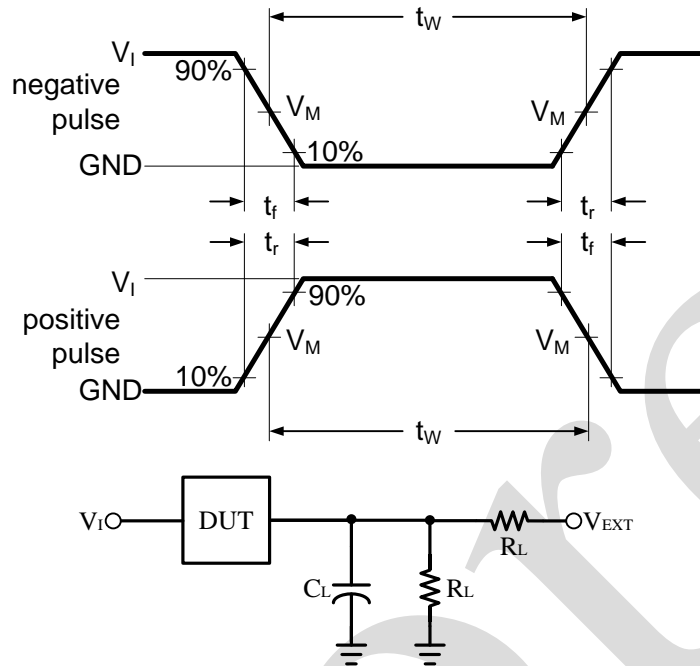 tW
VI
90%
negative
pulse
VM
VM
10%
GND
tf
tr
tr
tf
VI
90%
positive
pulse
VM
VM
10%
GND
tW
VI
DUT
VEXT
RL
CL
RL